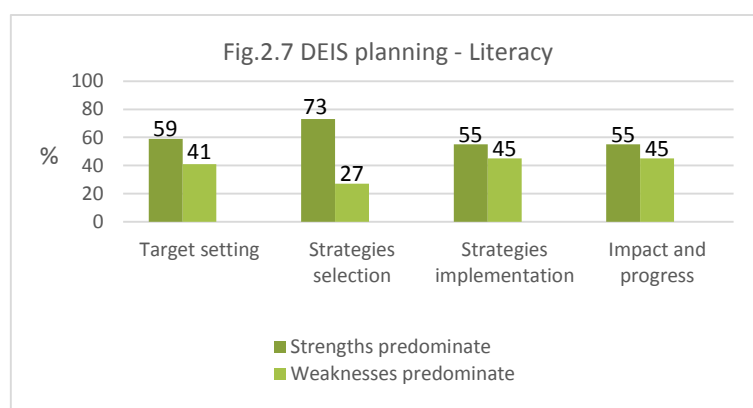 Fig.2.7 DEIS planning - Literacy
100
80
60
40
20
0
%
59
41
73
27
55
45
55
45
Target setting
Strategies selection
Strategies implementation
Impact and progress
Strengths predominate
Weaknesses predominate